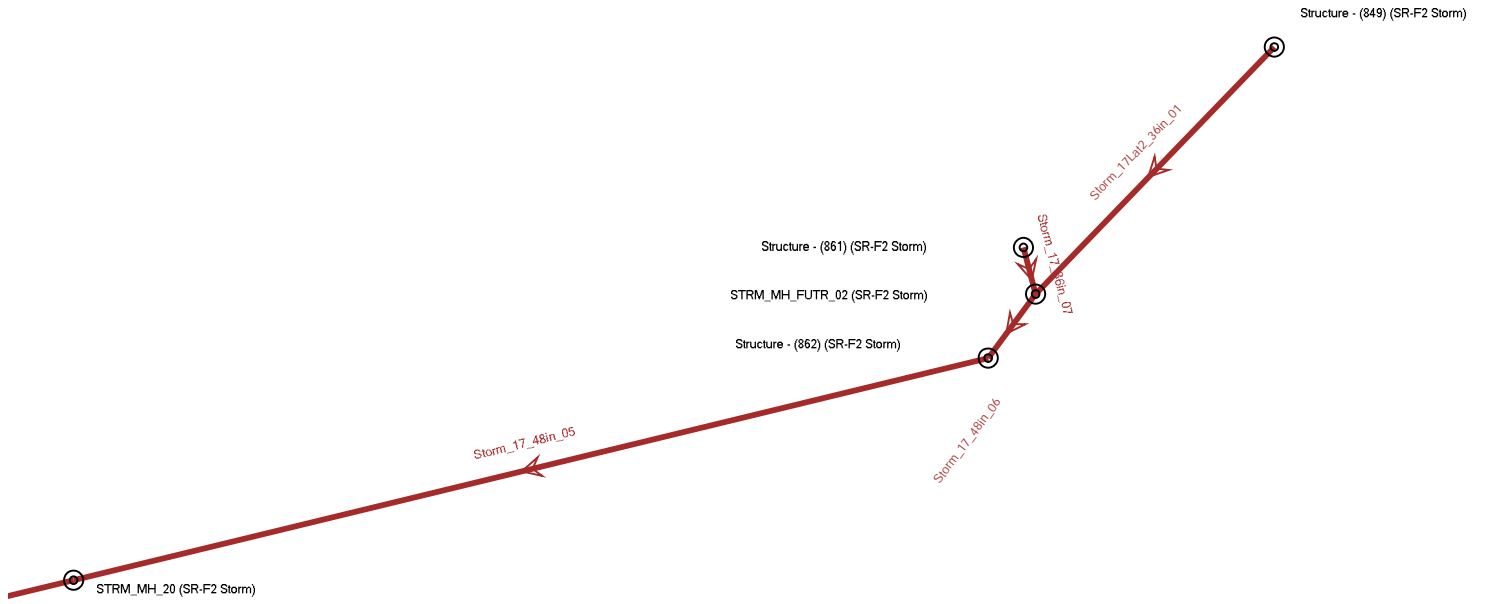 Structure - (849) (SR-F2 Storm)
Storm_17Lat2_36in_01
Structure - (861) (SR-F2 Storm)
Storm_17_36in_07
STRM_MH_FUTR_02 (SR-F2 Storm)
Structure - (862) (SR-F2 Storm)
Storm_17_48in_06
Storm_17_48in_05
STRM_MH_20 (SR-F2 Storm)